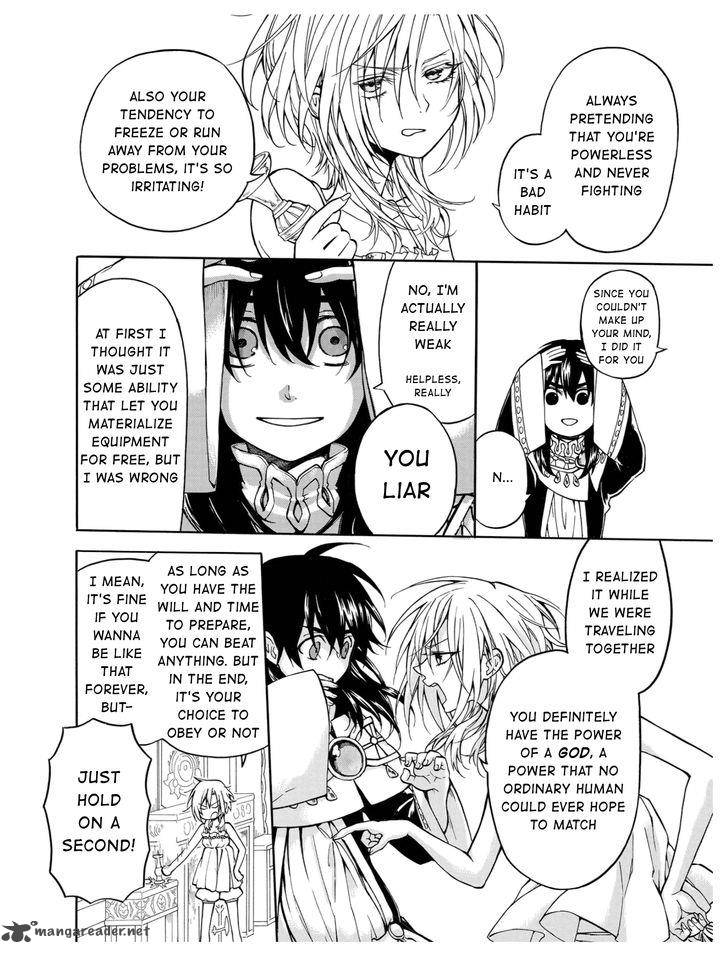 ALWAYS
PRETENDING
THAT YOU'RE
POWERLESS
AND NEVER
FIGHTING
IT'S A
BAD
HABIT
ALSO YOUR
TENDENCY TO
FREEZE OR RUN
AWAY FROM YOUR
PROBLEMS, IT'S SO
IRRITATING!
SINCE YOU
COULDN'T
MAKE UP
YOUR MIND,
I DID IT
FOR YOU
N...
NO, I'M
ACTUALLY
REALLY
WEAK
HELPLESS,
REALLY
YOU
LIAR
AT FIRST I
THOUGHT IT
WAS JUST
SOME ABILITY
THAT LET YOU
MATERIALIZE
EQUIPMENT
FOR FREE, BUT
I WAS WRONG
I REALIZED
IT WHILE
WE WERE
TRAVELING
TOGETHER
YOU DEFINITELY
HAVE THE POWER
OF A GOD, A
POWER THAT NO
ORDINARY HUMAN
COULD EVER HOPE
TO MATCH
AS LONG AS
YOU HAVE THE
WILL AND TIME
TO PREPARE,
YOU CAN BEAT
ANYTHING. BUT
IN THE END,
IT'S YOUR
CHOICE TO
OBEY OR NOT
I MEAN,
IT'S FINE
IF YOU
WANNA
BE LIKE
THAT
FOREVER,
BUT-
JUST
HOLD
ON A
SECOND!
mangareader.net